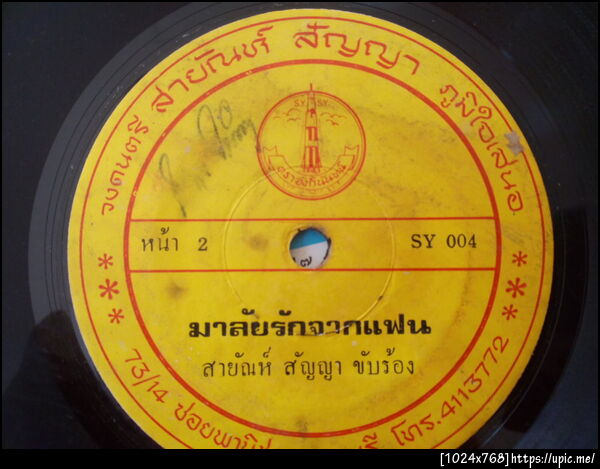 วงดนตรี สายัณห์ สัญญา ภูมิใจเสนอ
SY SY
หน้า 2
SY 004
มาลัยรักจากแฟน
สายัณห์ สัญญา ขับร้อง
*** 73/14 ซอยพาณิช โทร. 4113772 ***
[1024x768]https://upic.me/